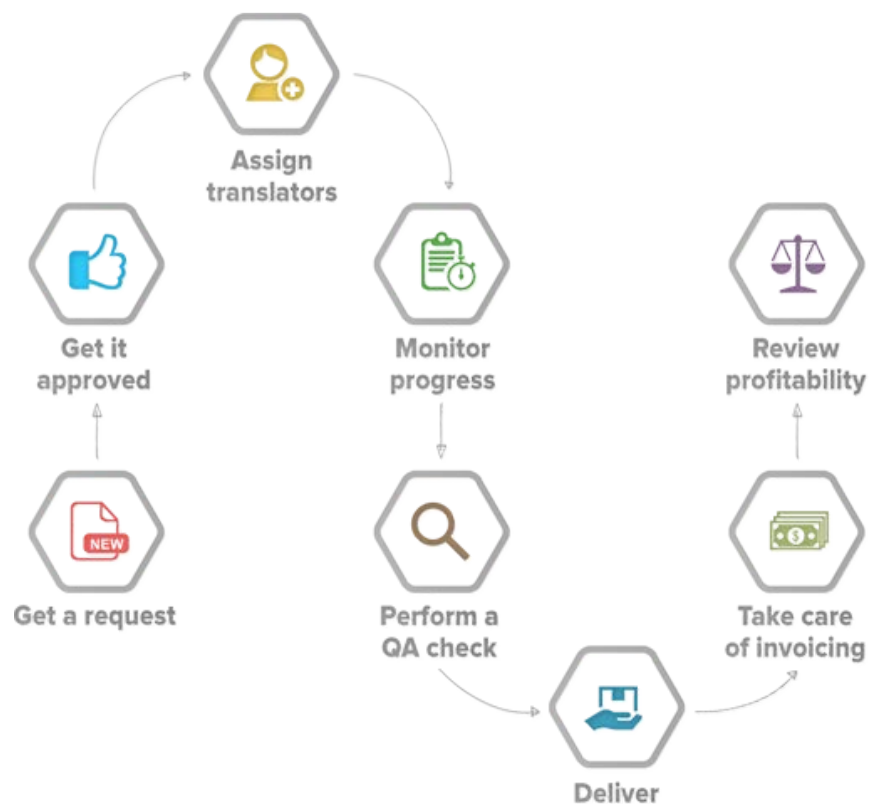 Assign
translators
Get it
approved
Monitor
progress
Review
profitability
NEW
$
Get a request
Perform a
QA check
Take care
of invoicing
Deliver